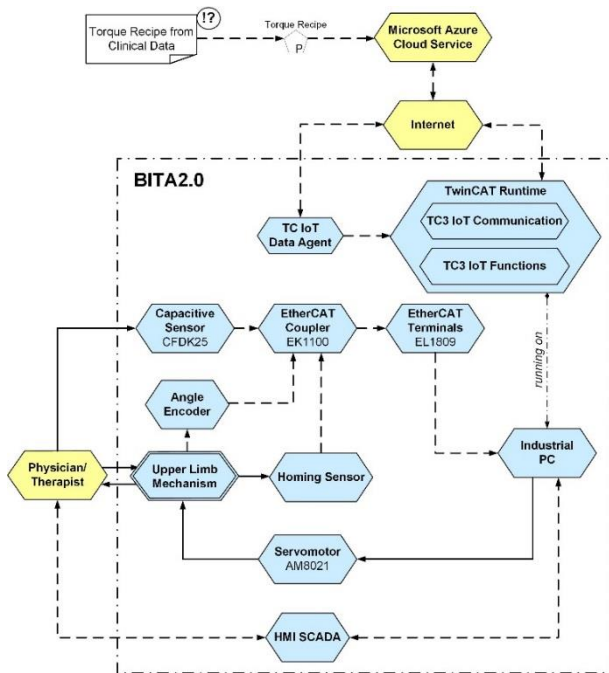 !?
Torque Recipe from
Clinical Data
Torque Recipe
P
Microsoft Azure
Cloud Service
Internet
BITA2.0
TwinCAT Runtime
TC3 IoT Communication
TC3 IoT Functions
TC IoT
Data Agent
Capacitive
Sensor
CFDK25
EtherCAT
Coupler
EK1100
EtherCAT
Terminals
EL1809
running on
Angle
Encoder
Physician/
Therapist
Upper Limb
Mechanism
Homing Sensor
Industrial
PC
Servomotor
AM8021
HMI SCADA